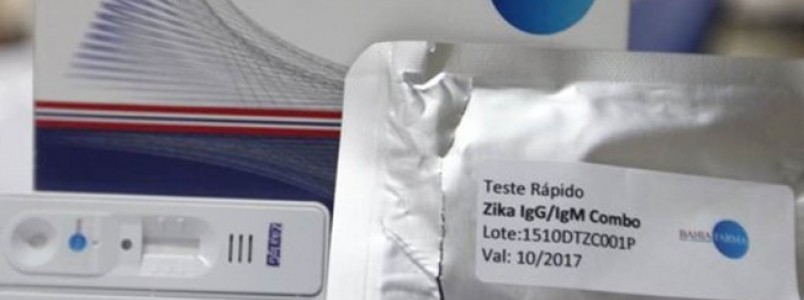 Teste Rápido
Zika IgG/IgM Combo
Lote:1510DTZC001P
Val: 10/2017
BAHIAFARMA